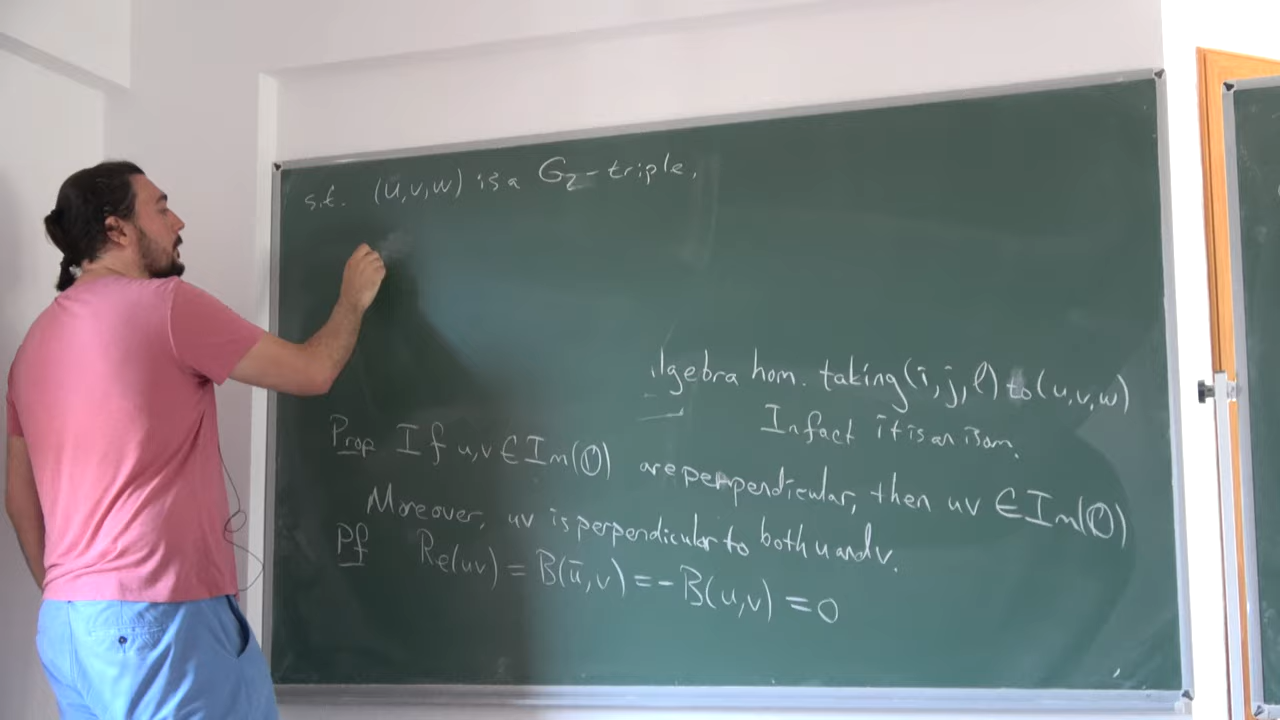 s.t. (u,v,w) is a G₂-triple.
lgebra hom. taking (i,j,l) to (u,v,w)
In fact it is an isom.
Prop If u,v ∈ Im(𝕆) are perpendicular, then uv ∈ Im(𝕆)
Moreover, uv is perpendicular to both u and v.
Pf Re(uv) = B(ū,v) = -B(u,v) = 0